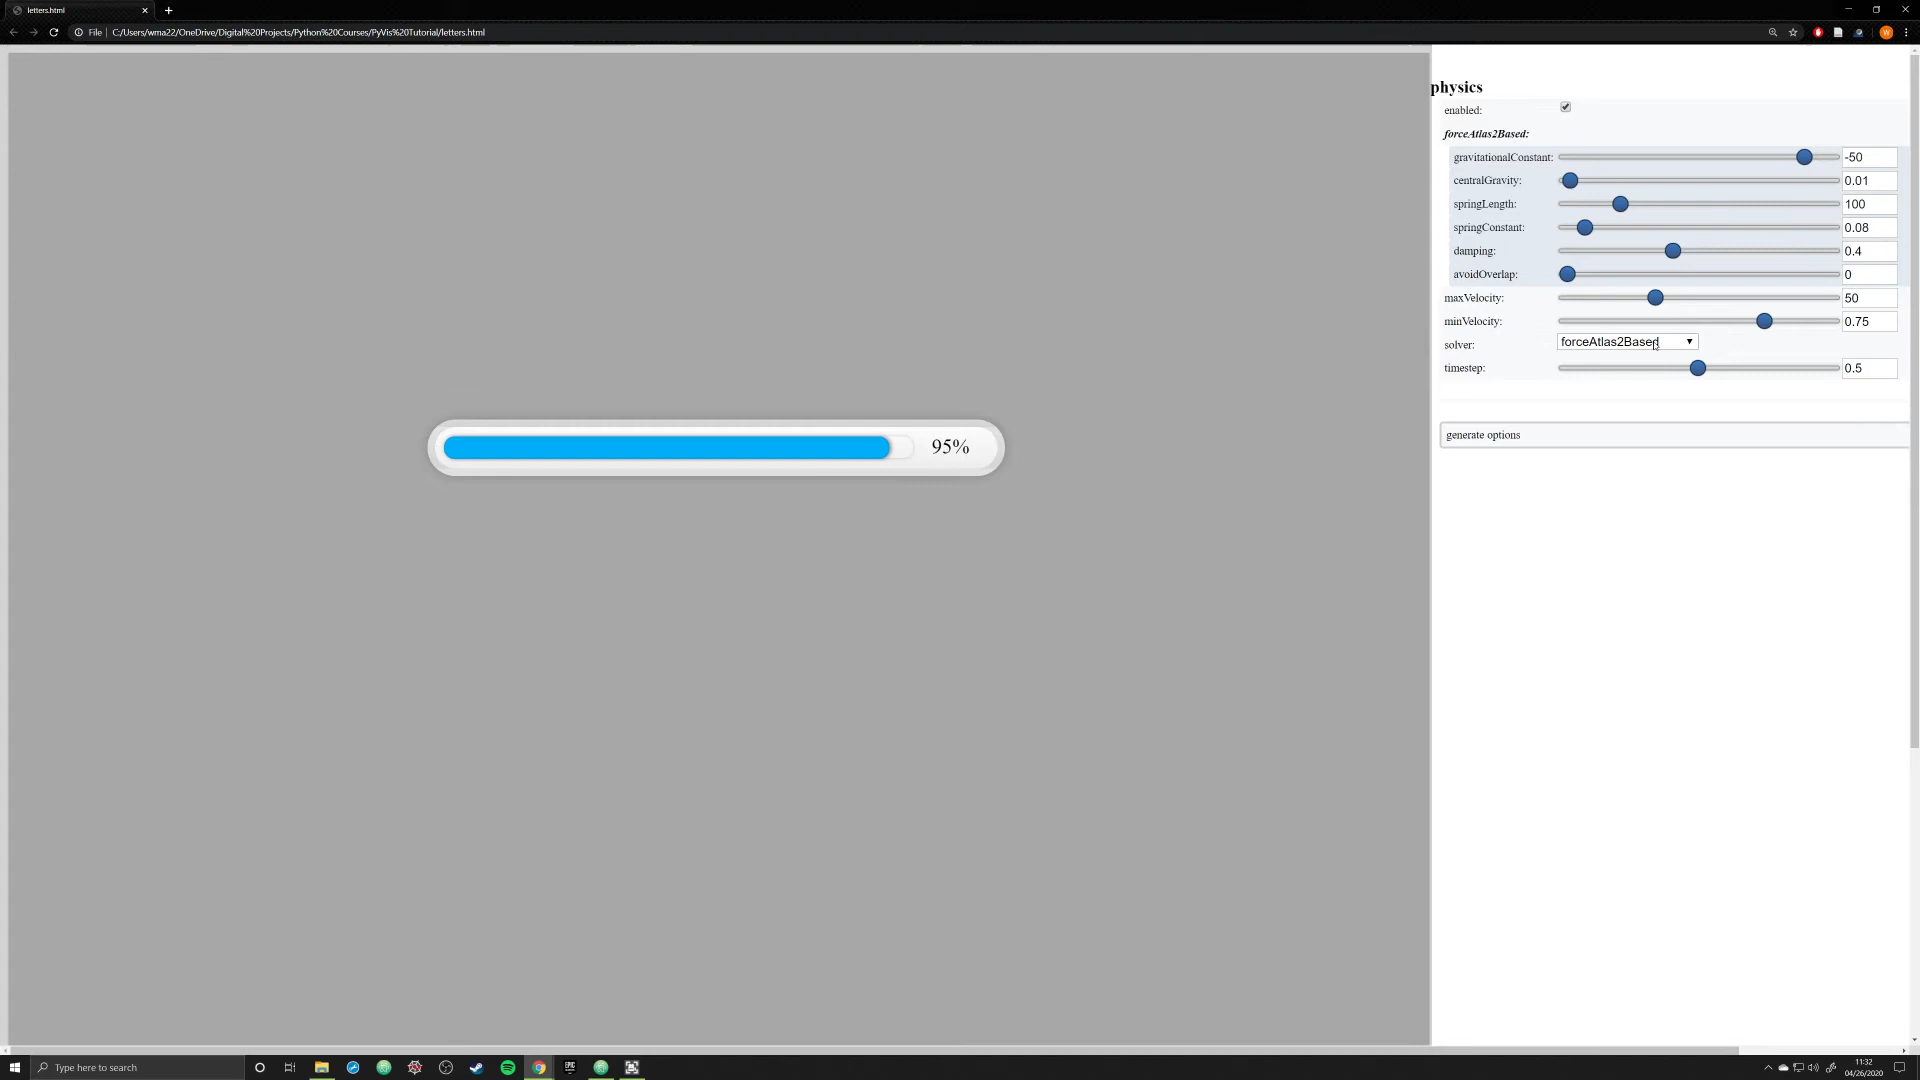 letters.html
File C:/Users/wma22/OneDrive/Digital%20Projects/Python%20Courses/PyVis%20Tutorial/letters.html
W
physics
enabled:
forceAtlas2Based:
gravitationalConstant: -50
centralGravity: 0.01
springLength: 100
springConstant: 0.08
damping: 0.4
avoidOverlap: 0
maxVelocity: 50
minVelocity: 0.75
solver: forceAtlas2Based
timestep: 0.5
generate options
95%
Type here to search
EPIC
11:32
04/26/2020